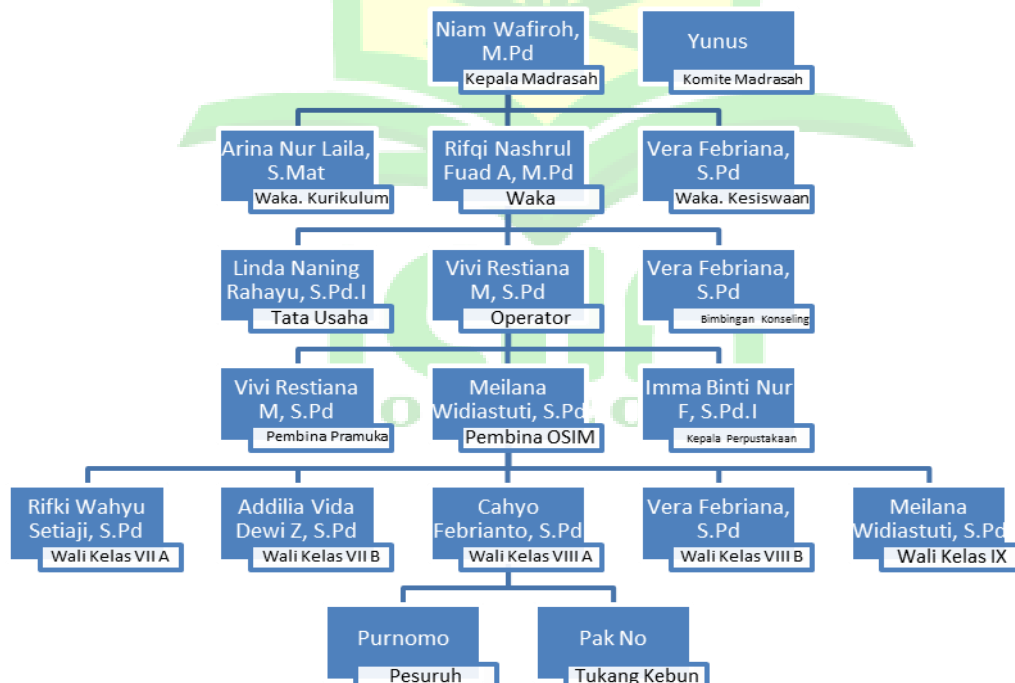 Niam Wafiroh,
M.Pd
Kepala Madrasah
Yunus
Komite Madrasah
Arina Nur Laila,
S.Mat
Waka. Kurikulum
Rifqi Nashrul
Fuad A, M.Pd
Waka
Vera Febriana,
S.Pd
Waka. Kesiswaan
Linda Naning
Rahayu, S.Pd.I
Tata Usaha
Vivi Restiana
M, S.Pd
Operator
Vera Febriana,
S.Pd
Bimbingan Konseling
Vivi Restiana
M, S.Pd
Pembina Pramuka
Meilana
Widiastuti, S.Pd
Pembina OSIM
Imma Binti Nur
F, S.Pd.I
Kepala Perpustakaan
Rifki Wahyu
Setiaji, S.Pd
Wali Kelas VII A
Addilia Vida
Dewi Z, S.Pd
Wali Kelas VII B
Cahyo
Febrianto, S.Pd
Wali Kelas VIII A
Vera Febriana,
S.Pd
Wali Kelas VIII B
Meilana
Widiastuti, S.Pd
Wali Kelas IX
Purnomo
Pesuruh
Pak No
Tukang Kebun